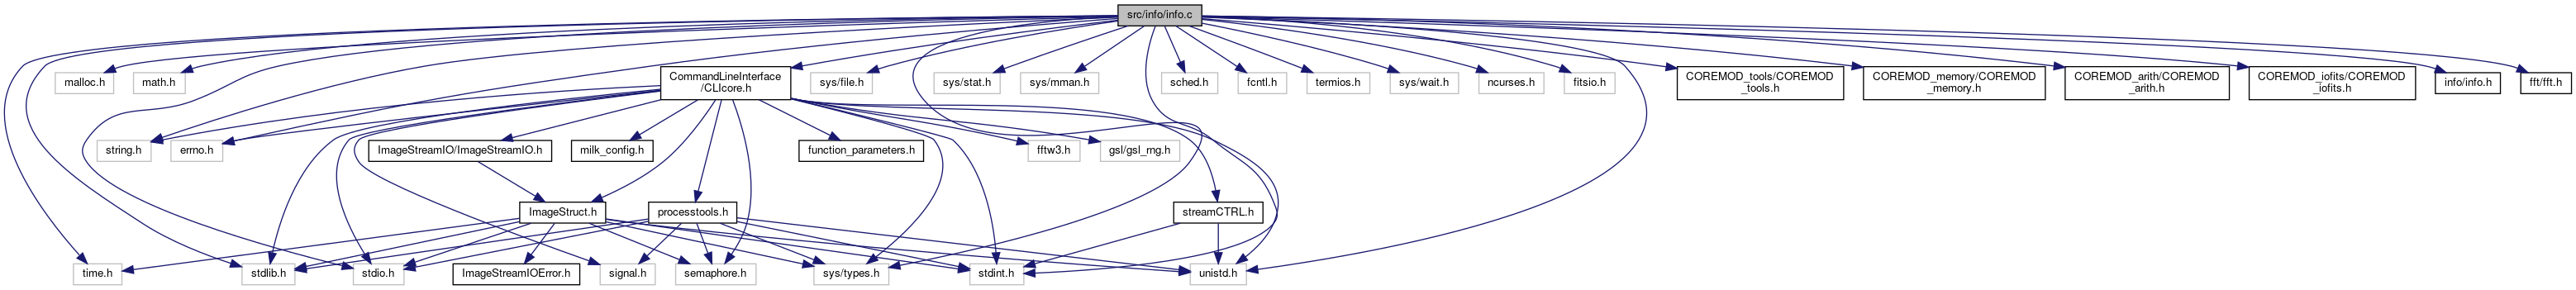 src/info/info.c
malloc.h
math.h
CommandLineInterface
/CLIcore.h
sys/file.h
sys/stat.h
sys/mman.h
sched.h
fcntl.h
termios.h
sys/wait.h
ncurses.h
fitsio.h
COREMOD_tools/COREMOD
_tools.h
COREMOD_memory/COREMOD
_memory.h
COREMOD_arith/COREMOD
_arith.h
COREMOD_iofits/COREMOD
_iofits.h
info/info.h
fft/fft.h
string.h
errno.h
ImageStreamIO/ImageStreamIO.h
milk_config.h
function_parameters.h
fftw3.h
gsl/gsl_rng.h
ImageStruct.h
processtools.h
streamCTRL.h
time.h
stdlib.h
stdio.h
ImageStreamIOError.h
signal.h
semaphore.h
sys/types.h
stdint.h
unistd.h